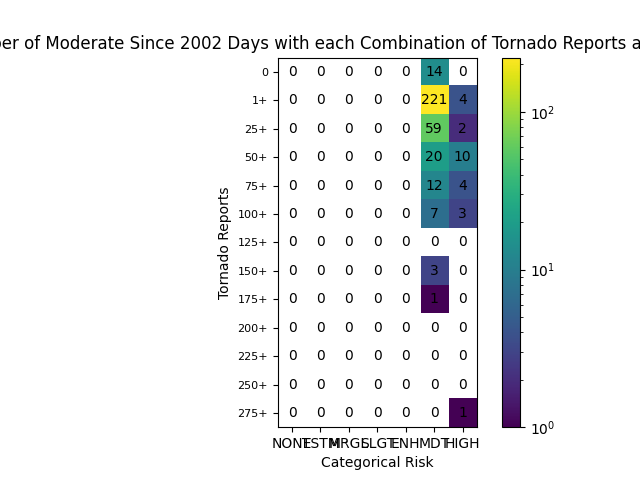 er of Moderate Since 2002 Days with each Combination of Tornado Reports a
0 0 0 0 0 0 14 0
1+ 0 0 0 0 0 221 4
25+ 0 0 0 0 0 59 2
50+ 0 0 0 0 0 20 10
75+ 0 0 0 0 0 12 4
100+ 0 0 0 0 0 7 3
125+ 0 0 0 0 0 0 0
150+ 0 0 0 0 0 3 0
175+ 0 0 0 0 0 1 0
200+ 0 0 0 0 0 0 0
225+ 0 0 0 0 0 0 0
250+ 0 0 0 0 0 0 0
275+ 0 0 0 0 0 0 1
NONE TSTM MRGL SLGT ENH MDT HIGH
Categorical Risk
Tornado Reports
10²
10¹
10⁰